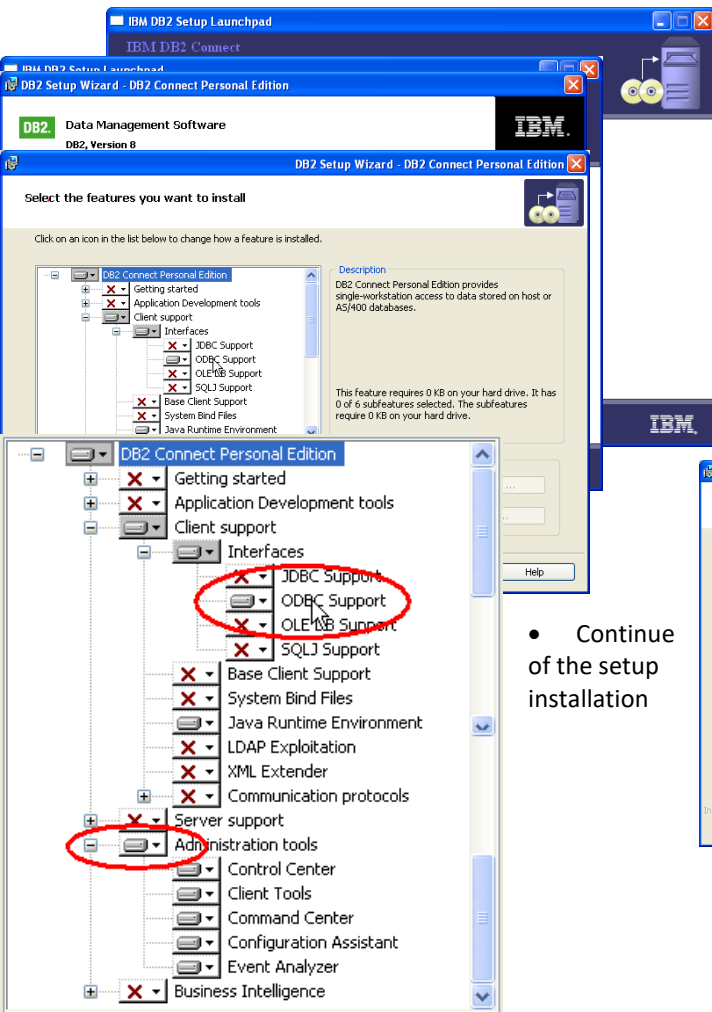 IBM DB2 Setup Launchpad
IBM DB2 Connect
IBM DB2 Setup Launchpad
DB2 Setup Wizard - DB2 Connect Personal Edition
DB2. Data Management Software
IBM.
DB2, Version 8
DB2 Setup Wizard - DB2 Connect Personal Edition
Select the features you want to install
Click on an icon in the list below to change how a feature is installed.
DB2 Connect Personal Edition
Getting started
Application Development tools
Client support
Interfaces
JDBC Support
ODBC Support
OLE DB Support
SQLJ Support
Base Client Support
System Bind Files
Java Runtime Environment
Description
DB2 Connect Personal Edition provides
single-workstation access to data stored on host or
AS/400 databases.
This feature requires 0 KB on your hard drive. It has
0 of 6 subfeatures selected. The subfeatures
require 0 KB on your hard drive.
IBM.
...
Help
DB2 Connect Personal Edition
Getting started
Application Development tools
Client support
Interfaces
JDBC Support
ODBC Support
OLE DB Support
SQLJ Support
Base Client Support
System Bind Files
Java Runtime Environment
LDAP Exploitation
XML Extender
Communication protocols
Server support
Administration tools
Control Center
Client Tools
Command Center
Configuration Assistant
Event Analyzer
Business Intelligence
• Continue
of the setup
installation